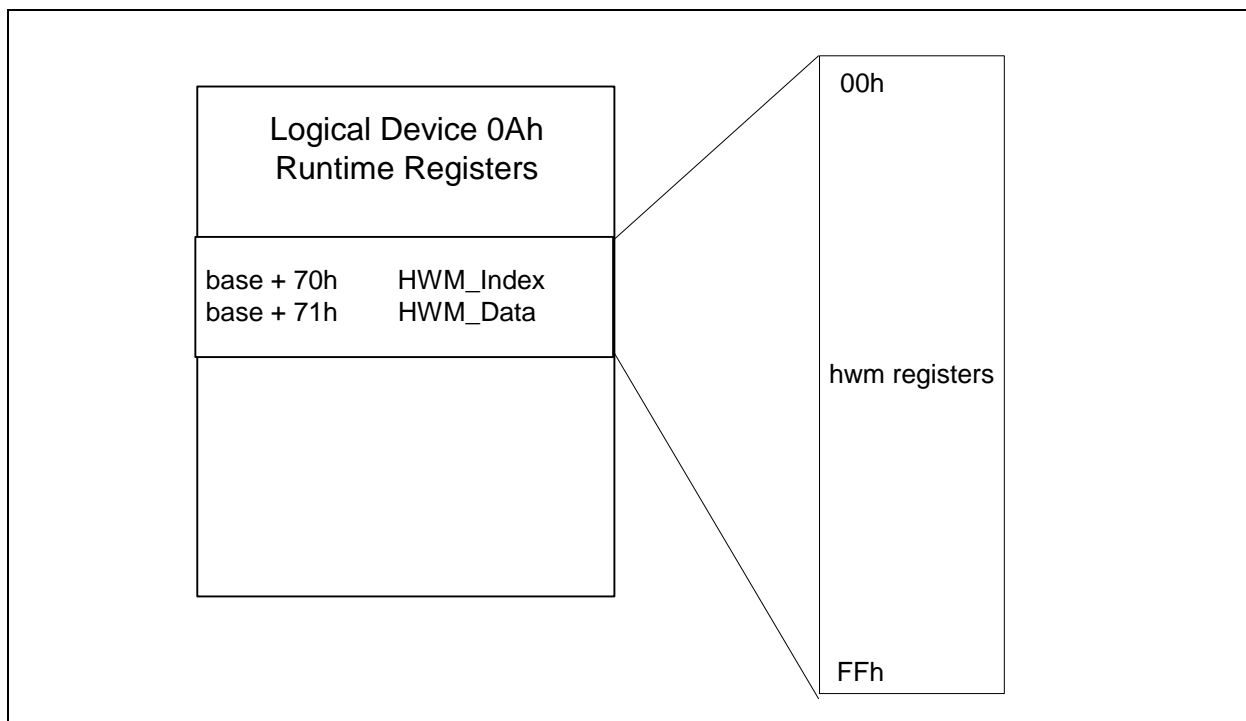 Logical Device 0Ah
Runtime Registers
base + 70h HWM_Index
base + 71h HWM_Data
00h
hwm registers
FFh